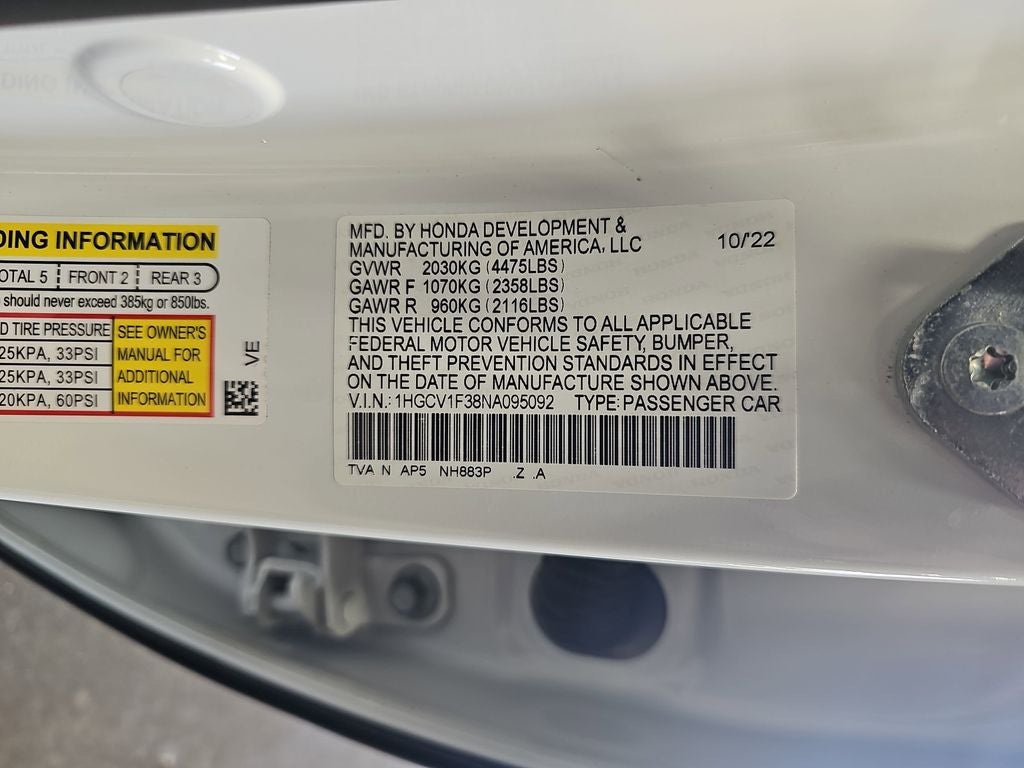 DING INFORMATION
OTAL 5 FRONT 2 REAR 3
should never exceed 385kg or 850lbs.
D TIRE PRESSURE
25KPA, 33PSI
25KPA, 33PSI
20KPA, 60PSI
SEE OWNER'S
MANUAL FOR
ADDITIONAL
INFORMATION
VE
MFD. BY HONDA DEVELOPMENT &
MANUFACTURING OF AMERICA, LLC 10/'22
GVWR 2030KG (4475LBS)
GAWR F 1070KG (2358LBS)
GAWR R 960KG (2116LBS)
THIS VEHICLE CONFORMS TO ALL APPLICABLE
FEDERAL MOTOR VEHICLE SAFETY, BUMPER,
AND THEFT PREVENTION STANDARDS IN EFFECT
ON THE DATE OF MANUFACTURE SHOWN ABOVE.
V.I.N.: 1HGCV1F38NA095092 TYPE: PASSENGER CAR
TVA N AP5 NH883P .Z .A